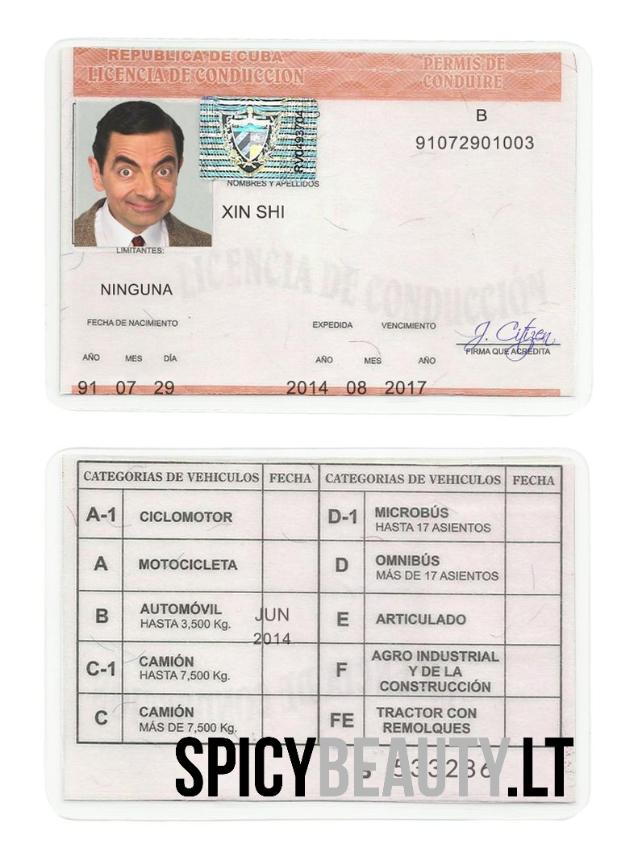 REPUBLICA DE CUBA
LICENCIA DE CONDUCCION
PERMIS DE
CONDUIRE
B
91072901003
RV0493704
NOMBRES Y APELLIDOS
XIN SHI
LIMITANTES:
NINGUNA
LICENCIA DE CONDUCCIÓN
FECHA DE NACIMIENTO
EXPEDIDA VENCIMIENTO
J. Citizen
FIRMA QUE ACREDITA
AÑO MES DÍA
AÑO MES AÑO
91 07 29
2014 08 2017
CATEGORIAS DE VEHICULOS FECHA CATEGORIAS DE VEHICULOS FECHA
A-1 CICLOMOTOR
D-1 MICROBÚS
HASTA 17 ASIENTOS
A MOTOCICLETA
D OMNIBÚS
MÁS DE 17 ASIENTOS
B AUTOMÓVIL
HASTA 3,500 Kg.
JUN
2014
E ARTICULADO
C-1 CAMIÓN
HASTA 7,500 Kg.
F AGRO INDUSTRIAL
Y DE LA
CONSTRUCCIÓN
C CAMIÓN
MÁS DE 7,500 Kg.
FE TRACTOR CON
REMOLQUES
SPICYBEAUTY.LT